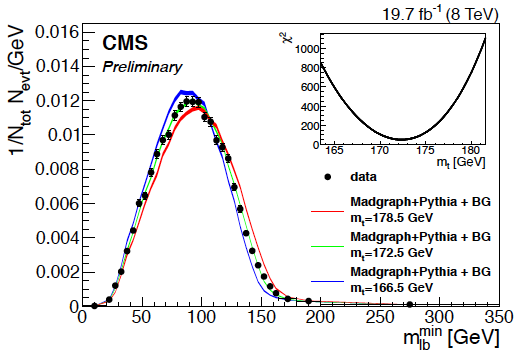 19.7 fb⁻¹ (8 TeV)
CMS
Preliminary
1/N_tot N_evt/GeV
0.016
0.014
0.012
0.01
0.008
0.006
0.004
0.002
0
0 50 100 150 200 250 300 350
m_lb^min [GeV]
χ²
1000
800
600
400
200
0
165 170 175 180
m_t [GeV]
data
Madgraph+Pythia + BG
m_t=178.5 GeV
Madgraph+Pythia + BG
m_t=172.5 GeV
Madgraph+Pythia + BG
m_t=166.5 GeV